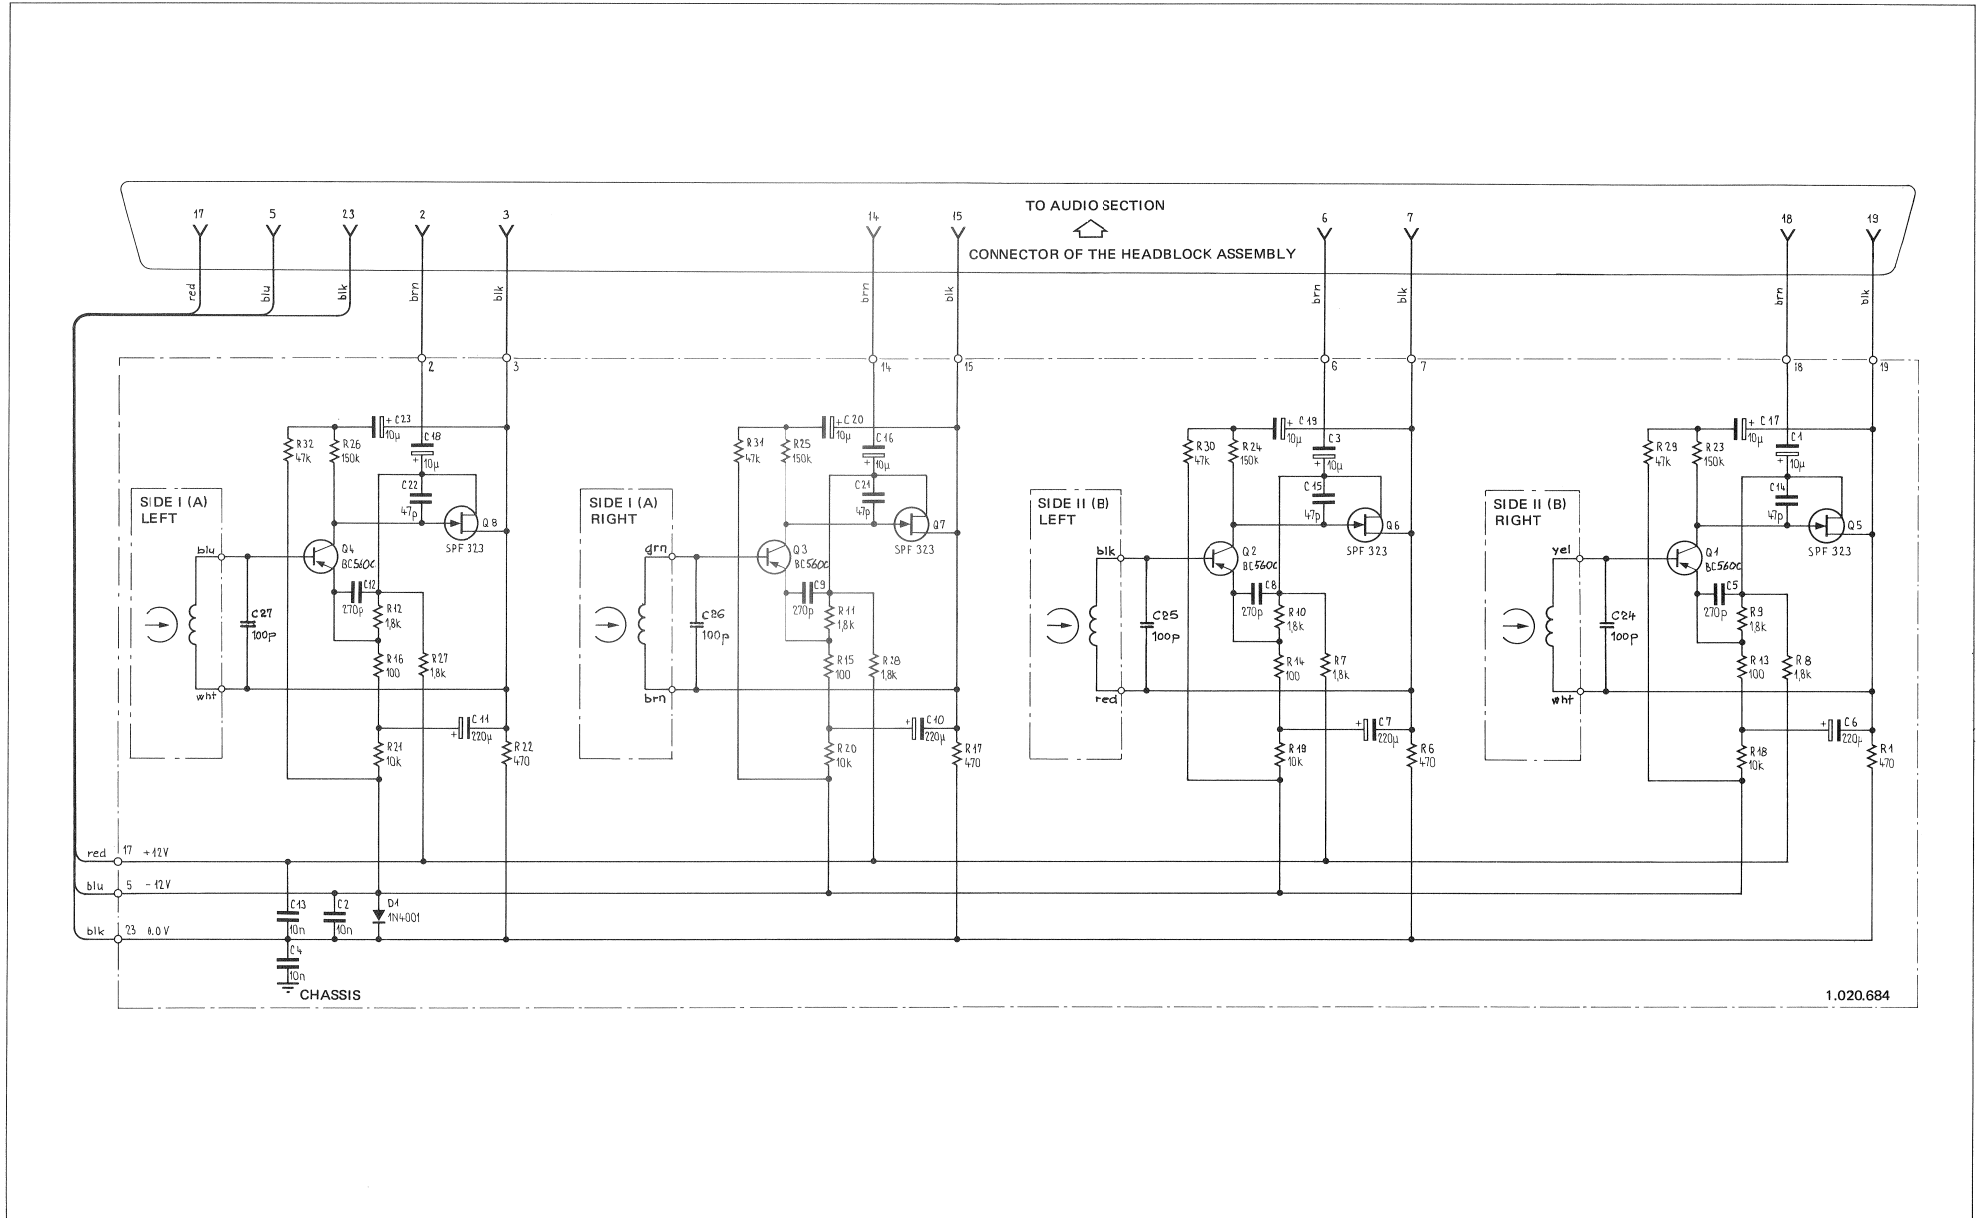 TO AUDIO SECTION
CONNECTOR OF THE HEADBLOCK ASSEMBLY
17 5 23 2 3 14 15 6 7 18 19
red blu blk brn blk brn blk brn blk brn blk
2 3 14 15 6 7 18 19
SIDE I (A)
LEFT
blu
wht
C27
100p
R32
47k
R26
150k
+ C23
10µ
C18
+ 10µ
C22
47p
Q8
SPF 323
Q4
BC560C
C12
270p
R12
1,8k
R16
100
R27
1,8k
+ C11
220µ
R21
10k
R22
470
SIDE I (A)
RIGHT
grn
brn
C26
100p
R31
47k
R25
150k
+ C20
10µ
C16
+ 10µ
C21
47p
Q7
SPF 323
Q3
BC560C
C9
270p
R11
1,8k
R15
100
R28
1,8k
+ C10
220µ
R20
10k
R17
470
SIDE II (B)
LEFT
blk
red
C25
100p
R30
47k
R24
150k
+ C19
10µ
C3
+ 10µ
C15
47p
Q6
SPF 323
Q2
BC560C
C8
270p
R10
1,8k
R14
100
R7
1,8k
+ C7
220µ
R19
10k
R6
470
SIDE II (B)
RIGHT
yel
wht
C24
100p
R29
47k
R23
150k
+ C17
10µ
C1
+ 10µ
C14
47p
Q5
SPF 323
Q1
BC560C
C5
270p
R9
1,8k
R13
100
R8
1,8k
+ C6
220µ
R18
10k
R1
470
red 17 +12V
blu 5 -12V
blk 23 0.0V
C13
10n
C2
10n
D1
1N4001
C4
10n
CHASSIS
1.020.684